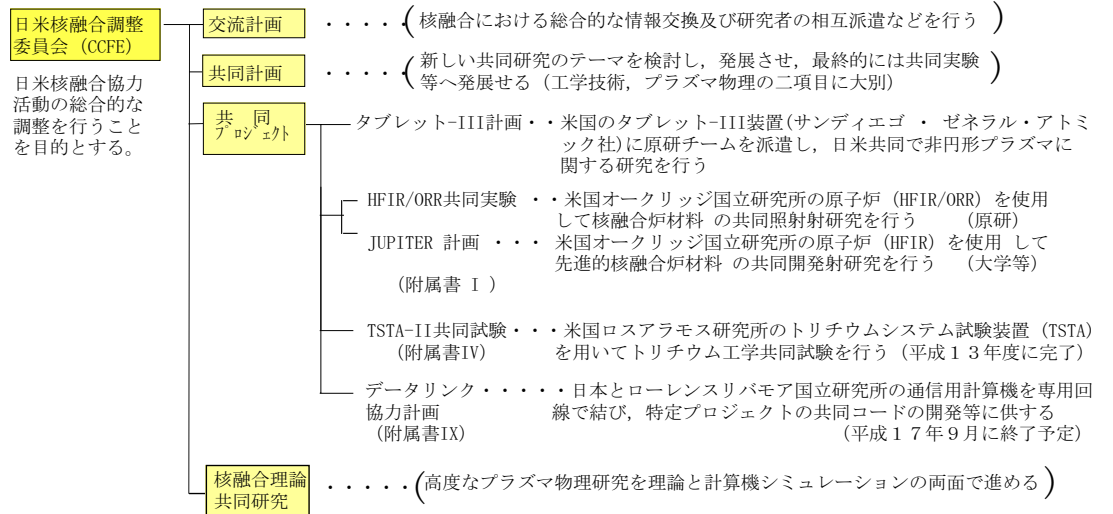 日米核融合調整
委員会 (CCFE)
日米核融合協力
活動の総合的な
調整を行うこと
を目的とする。
交流計画 ・・・・・(核融合における総合的な情報交換及び研究者の相互派遣などを行う)
共同計画 ・・・・・(新しい共同研究のテーマを検討し，発展させ，最終的には共同実験
等へ発展せる (工学技術，プラズマ物理の二項目に大別))
共 同
プロジェクト
タブレット-III計画・・米国のタブレット-III装置(サンディエゴ ・ ゼネラル・アトミ
ック社)に原研チームを派遣し，日米共同で非円形プラズマに
関する研究を行う
HFIR/ORR共同実験 ・・米国オークリッジ国立研究所の原子炉 (HFIR/ORR) を使用
して核融合炉材料 の共同照射射研究を行う (原研)
JUPITER 計画 ・・・ 米国オークリッジ国立研究所の原子炉 (HFIR) を使用 して
先進的核融合炉材料 の共同開発射研究を行う (大学等)
(附属書 I )
TSTA-II共同試験・・・米国ロスアラモス研究所のトリチウムシステム試験装置 (TSTA)
(附属書IV) を用いてトリチウム工学共同試験を行う (平成１３年度に完了)
データリンク・・・・・日本とローレンスリバモア国立研究所の通信用計算機を専用回
協力計画 線で結び，特定プロジェクトの共同コードの開発等に供する
(附属書IX) (平成１７年９月に終了予定)
核融合理論
共同研究 ・・・・・(高度なプラズマ物理研究を理論と計算機シミュレーションの両面で進める)